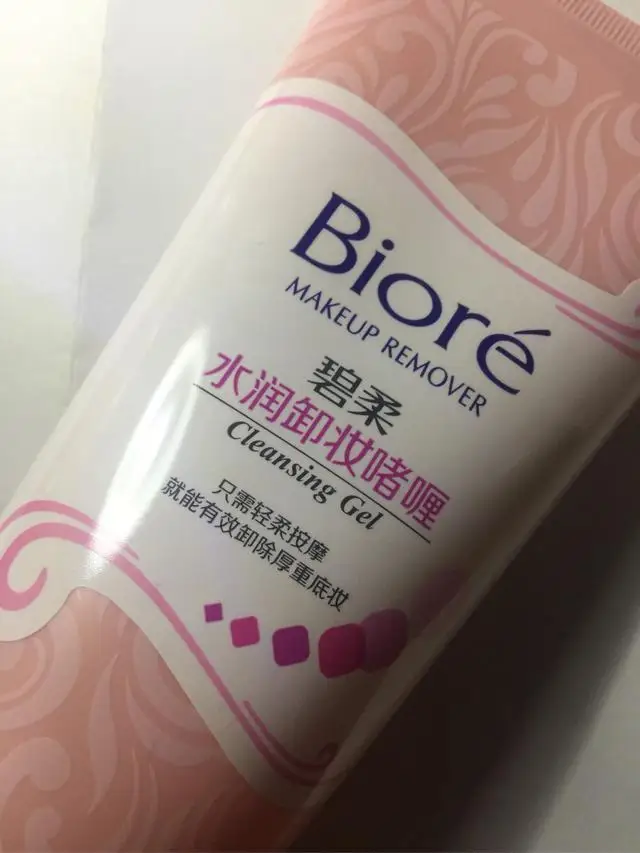 Bioré
MAKEUP REMOVER
碧柔
水润卸妆啫喱
Cleansing Gel
只需轻柔按摩
就能有效卸除厚重底妆